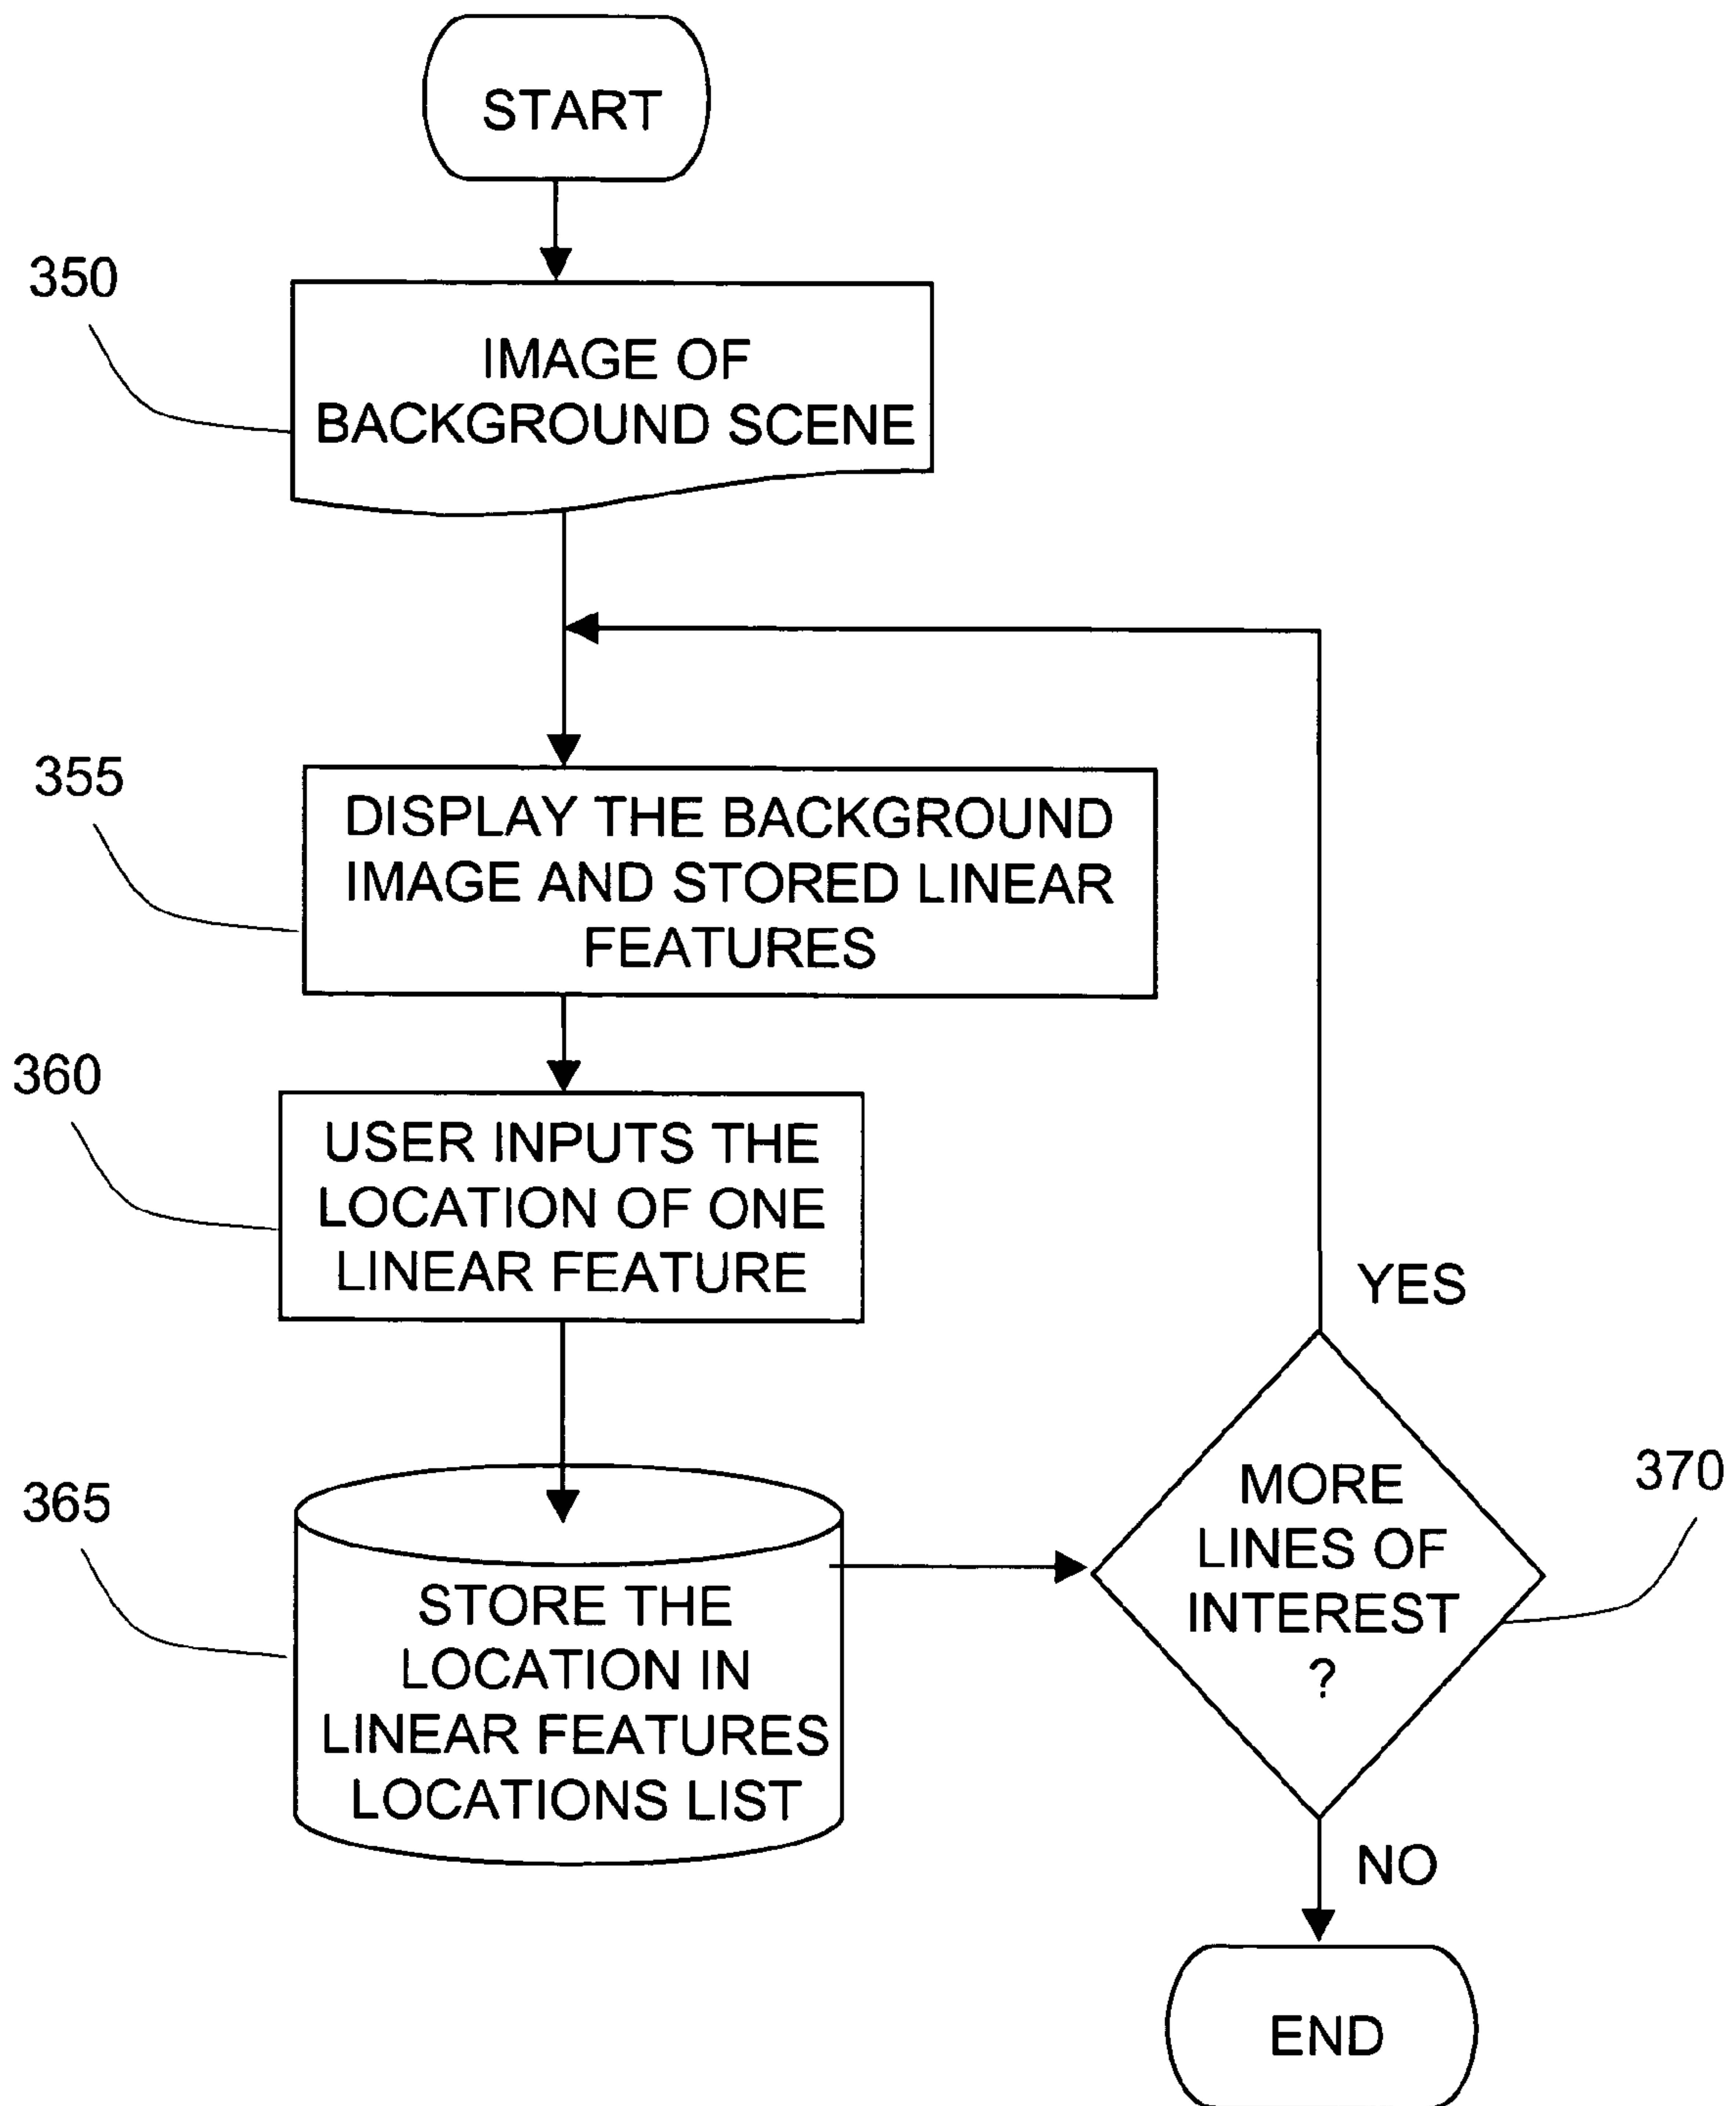 START
350
IMAGE OF
BACKGROUND SCENE
355
DISPLAY THE BACKGROUND
IMAGE AND STORED LINEAR
FEATURES
360
USER INPUTS THE
LOCATION OF ONE
LINEAR FEATURE
YES
365
STORE THE
LOCATION IN
LINEAR FEATURES
LOCATIONS LIST
370
MORE
LINES OF
INTEREST
?
NO
END